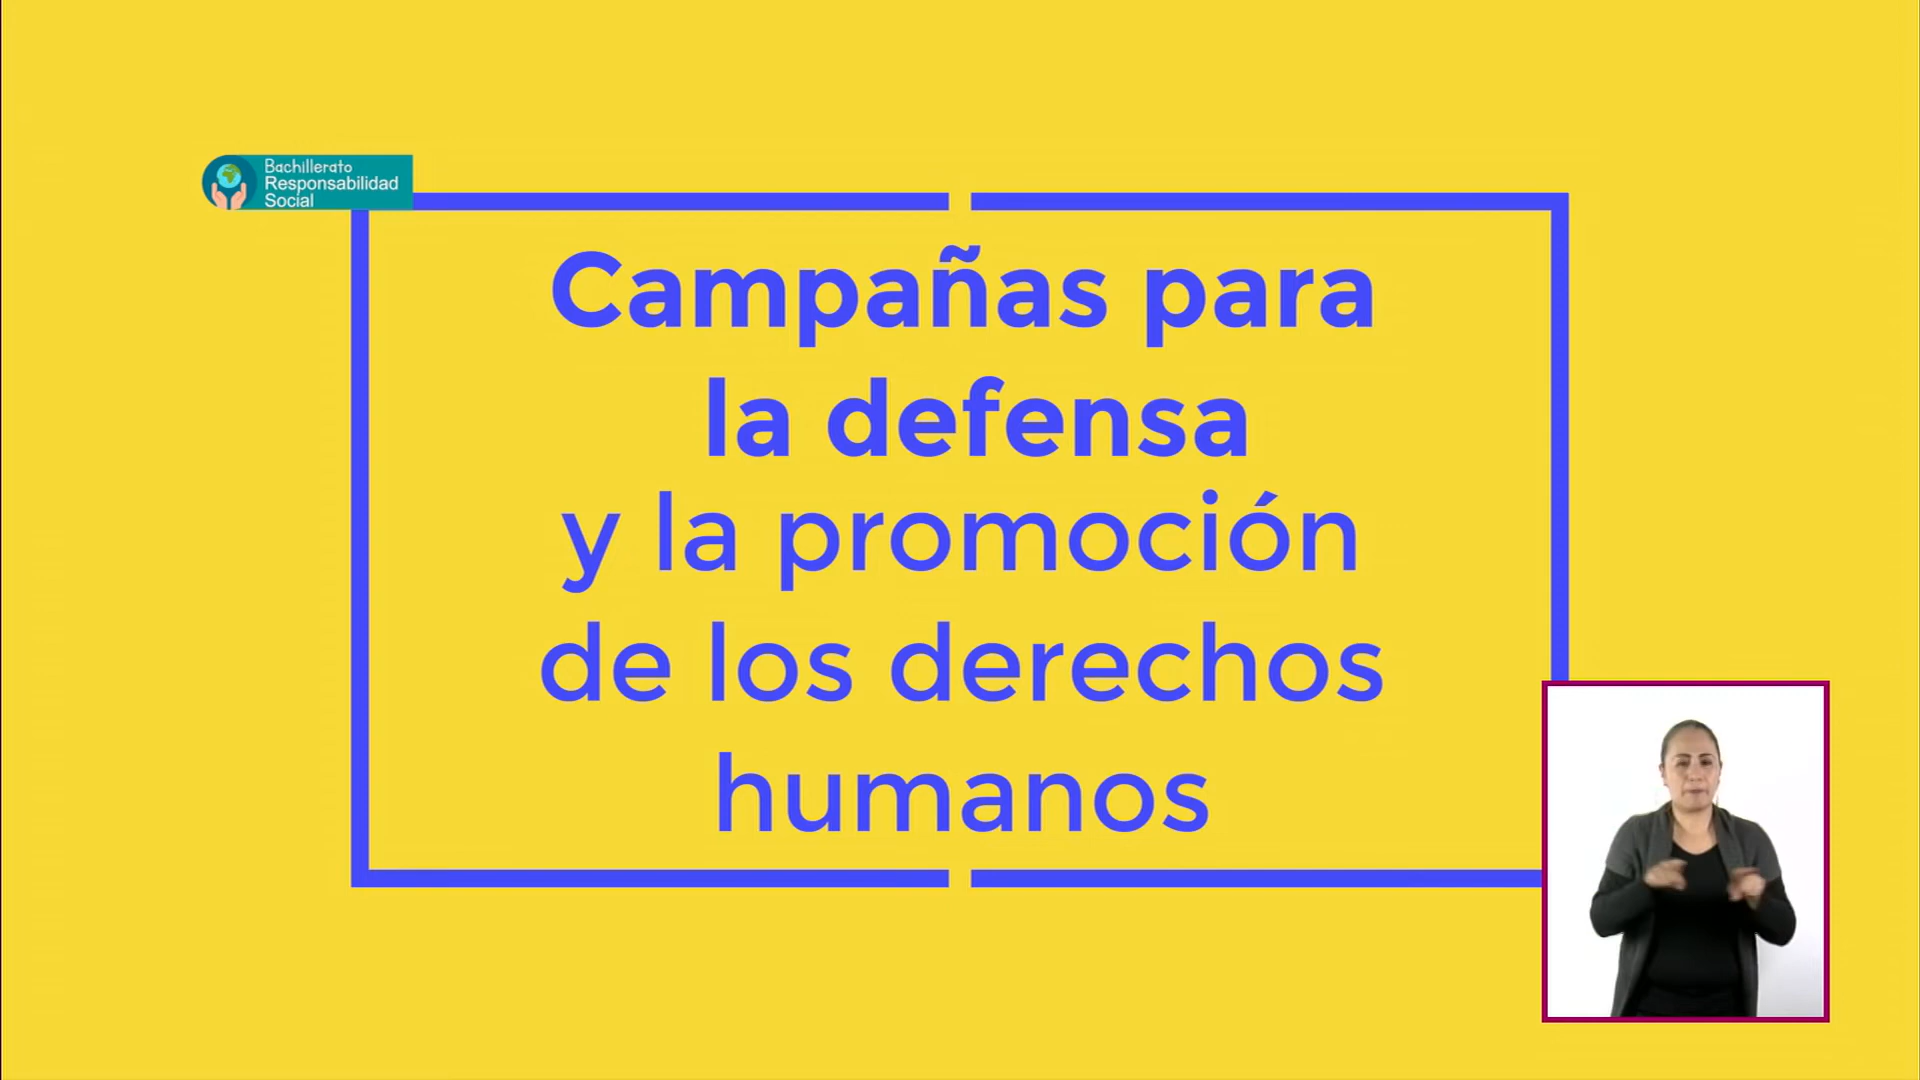 Bachillerato
Responsabilidad
Social
Campañas para
la defensa
y la promoción
de los derechos
humanos